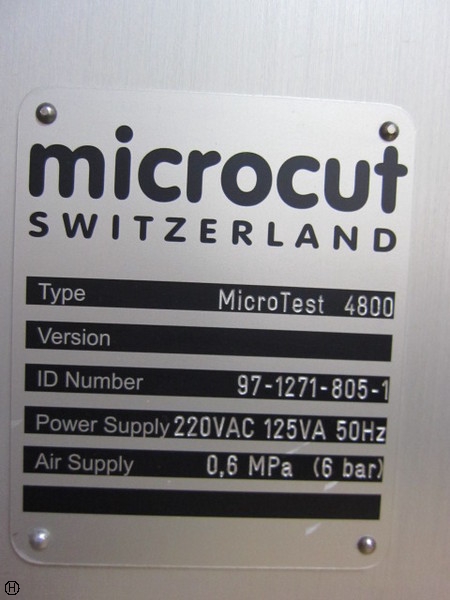 microcut
SWITZERLAND
Type MicroTest 4800
Version
ID Number 97-1271-805-1
Power Supply 220VAC 125VA 50Hz
Air Supply 0,6 MPa (6 bar)
H